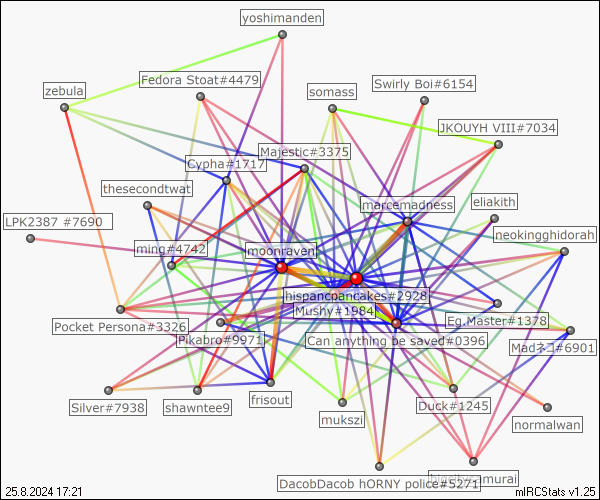 yoshimanden
Fedora Stoat#4479
Swirly Boi#6154
zebula
somass
JKOUYH VIII#7034
Majestic#3375
Cypha#1717
thesecondtwat
eliakith
marcemadness
LPK2387 #7690
neokingghidorah
ming#4742
moonraven
hispancpancakes#2928
Mushy#1984
Eg.Master#1378
Pocket Persona#3326
Pikabro#9971
Can anything be saved#0396
Madネコ#6901
frisout
Silver#7938
shawntee9
Duck#1245
mukszi
normalwan
DacobDacob hORNY police#5271
25.8.2024 17:21
mIRCStats v1.25